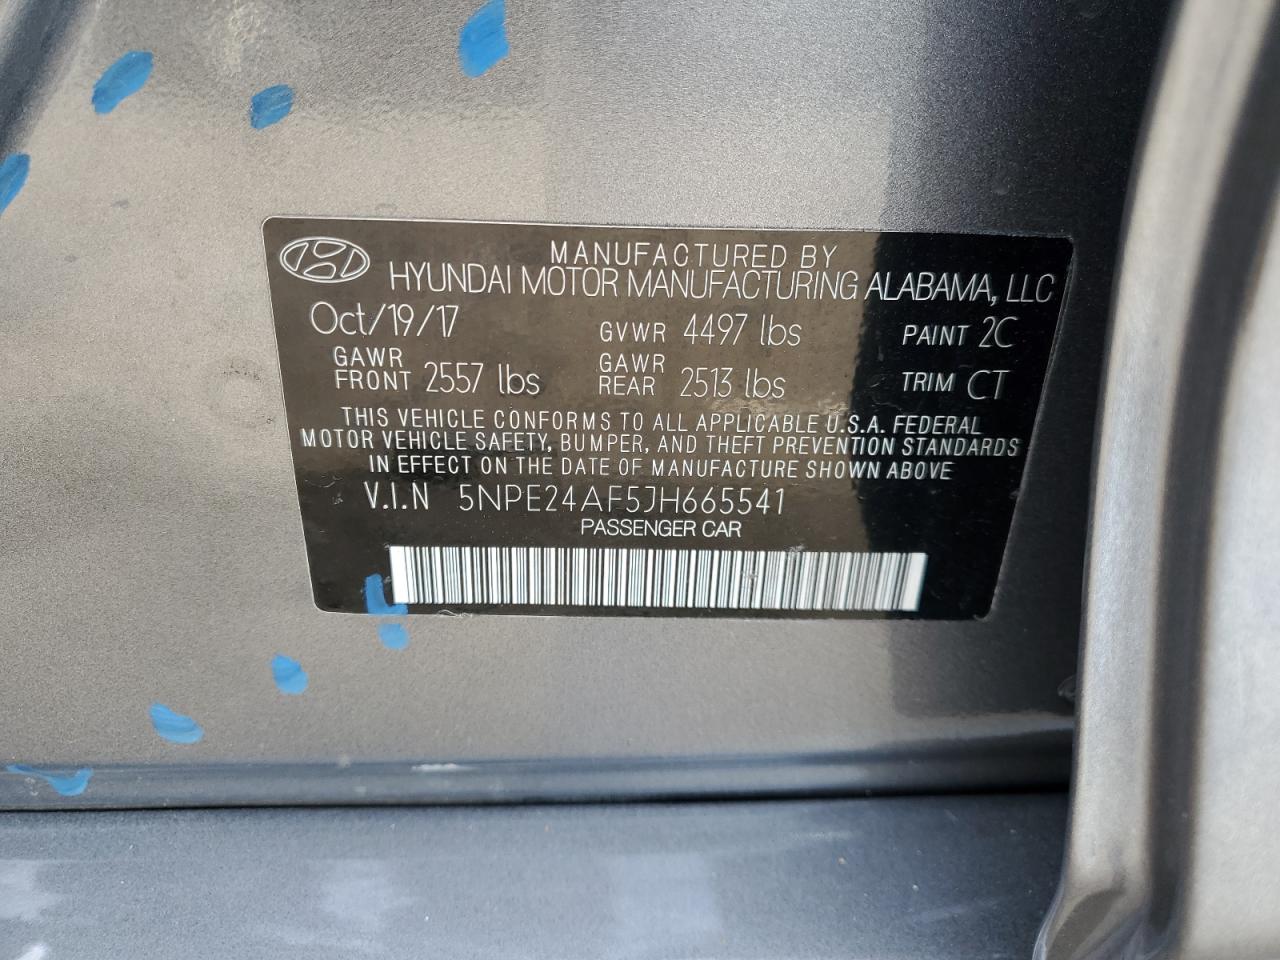 MANUFACTURED BY
HYUNDAI MOTOR MANUFACTURING ALABAMA, LLC
Oct/19/17 GVWR 4497 lbs PAINT 2C
GAWR FRONT 2557 lbs GAWR REAR 2513 lbs TRIM CT
THIS VEHICLE CONFORMS TO ALL APPLICABLE U.S.A. FEDERAL
MOTOR VEHICLE SAFETY, BUMPER, AND THEFT PREVENTION STANDARDS
IN EFFECT ON THE DATE OF MANUFACTURE SHOWN ABOVE
V.I.N 5NPE24AF5JH665541
PASSENGER CAR